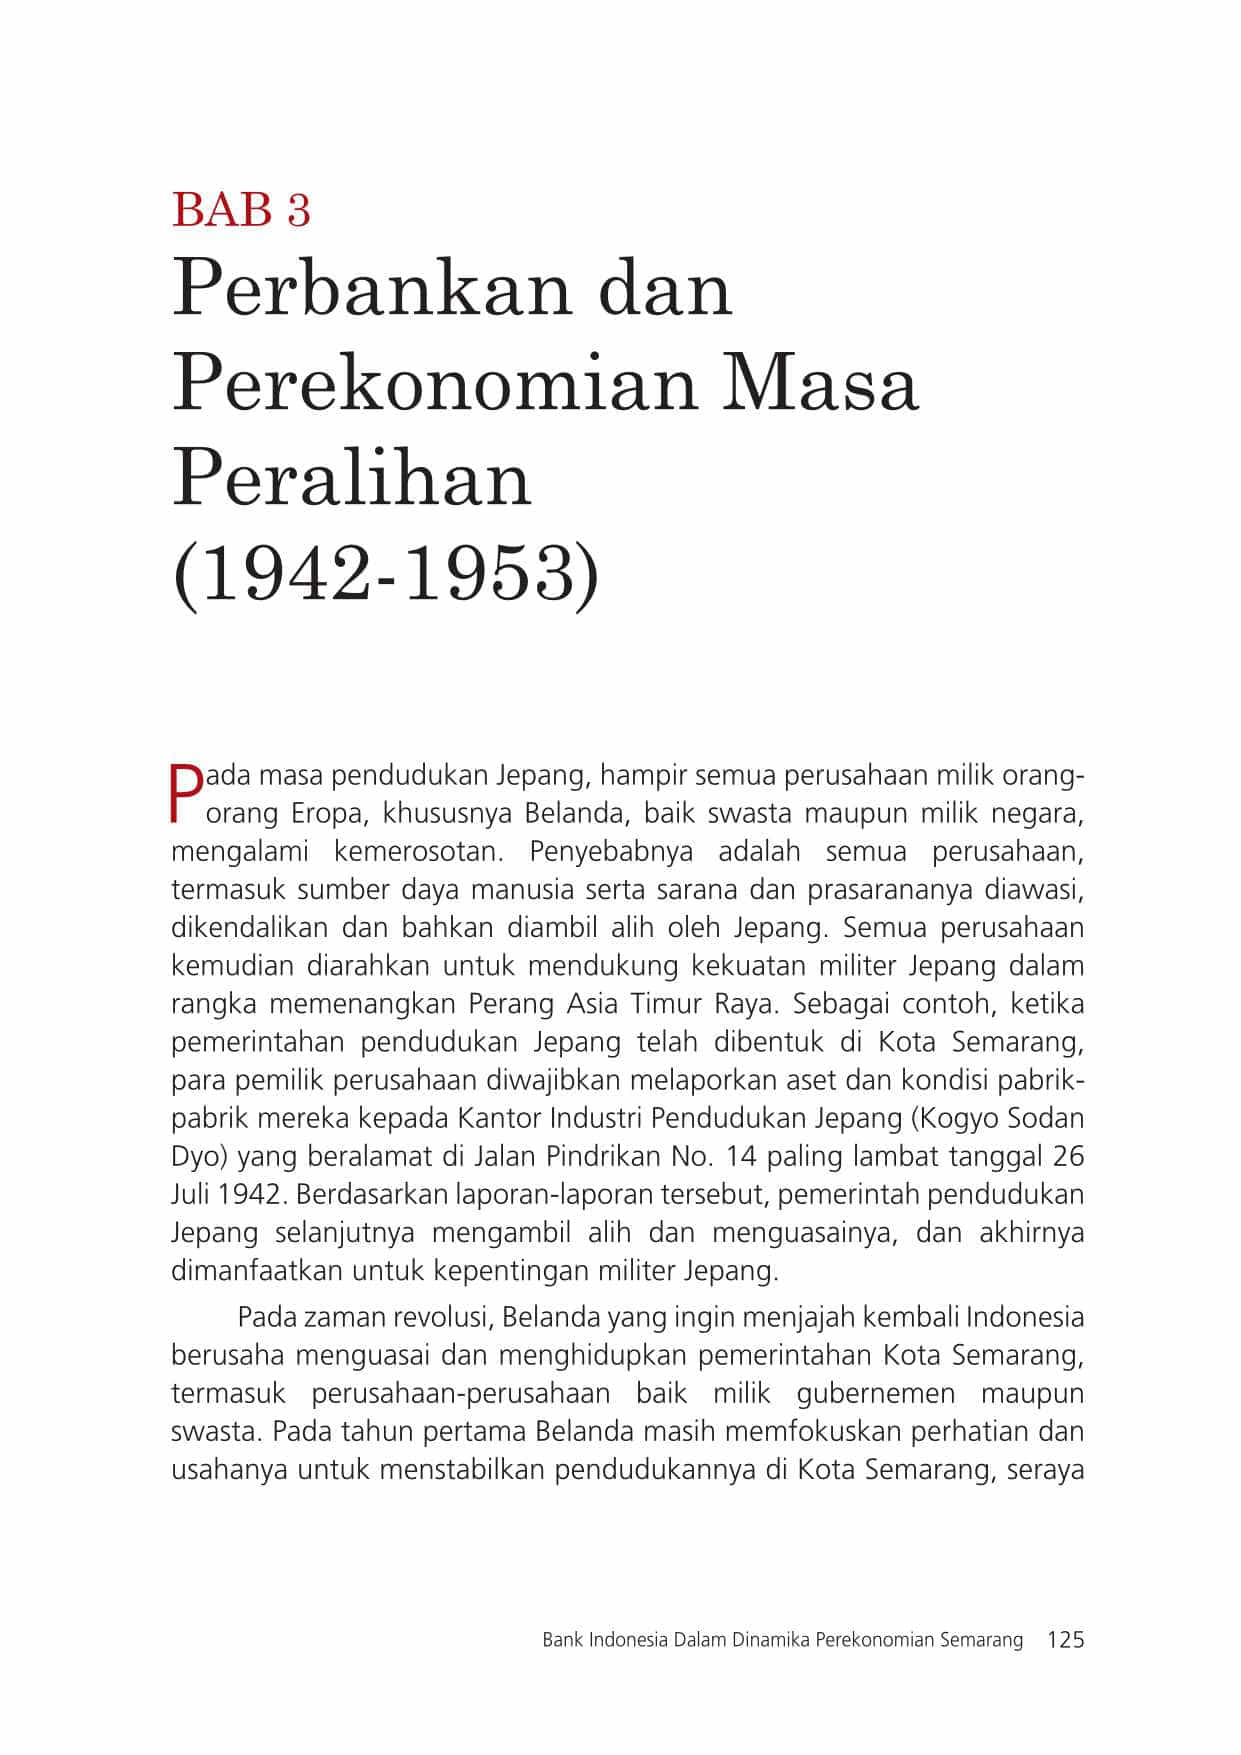 BAB 3
Perbankan dan
Perekonomian Masa
Peralihan
(1942-1953)
Pada masa pendudukan Jepang, hampir semua perusahaan milik orang-
orang Eropa, khususnya Belanda, baik swasta maupun milik negara,
mengalami kemerosotan. Penyebabnya adalah semua perusahaan,
termasuk sumber daya manusia serta sarana dan prasarananya diawasi,
dikendalikan dan bahkan diambil alih oleh Jepang. Semua perusahaan
kemudian diarahkan untuk mendukung kekuatan militer Jepang dalam
rangka memenangkan Perang Asia Timur Raya. Sebagai contoh, ketika
pemerintahan pendudukan Jepang telah dibentuk di Kota Semarang,
para pemilik perusahaan diwajibkan melaporkan aset dan kondisi pabrik-
pabrik mereka kepada Kantor Industri Pendudukan Jepang (Kogyo Sodan
Dyo) yang beralamat di Jalan Pindrikan No. 14 paling lambat tanggal 26
Juli 1942. Berdasarkan laporan-laporan tersebut, pemerintah pendudukan
Jepang selanjutnya mengambil alih dan menguasainya, dan akhirnya
dimanfaatkan untuk kepentingan militer Jepang.
Pada zaman revolusi, Belanda yang ingin menjajah kembali Indonesia
berusaha menguasai dan menghidupkan pemerintahan Kota Semarang,
termasuk perusahaan-perusahaan baik milik gubernemen maupun
swasta. Pada tahun pertama Belanda masih memfokuskan perhatian dan
usahanya untuk menstabilkan pendudukannya di Kota Semarang, seraya
Bank Indonesia Dalam Dinamika Perekonomian Semarang 125